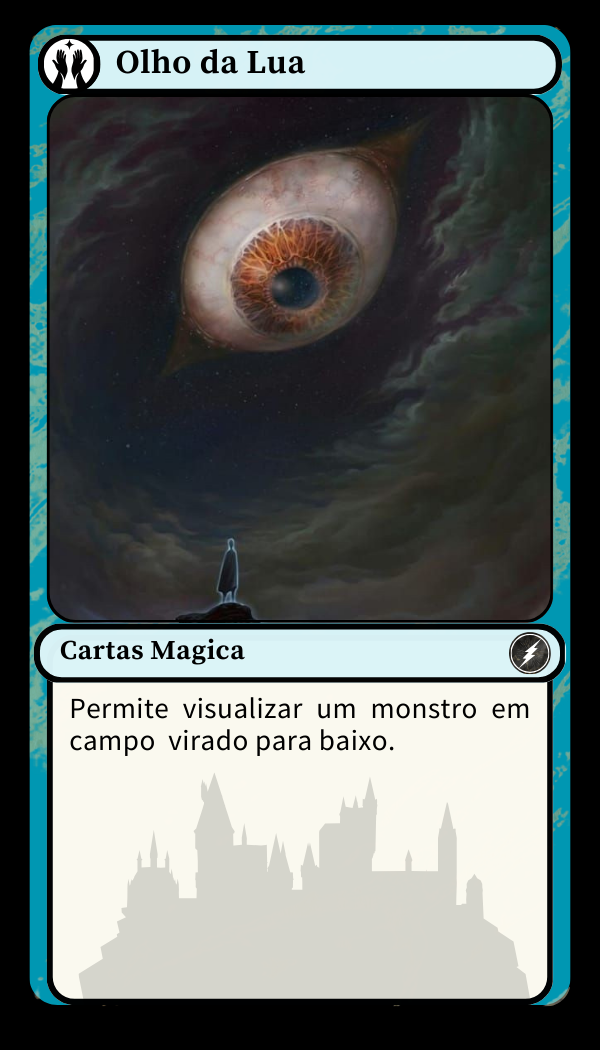 Olho da Lua
Cartas Magica
Permite visualizar um monstro em
campo virado para baixo.